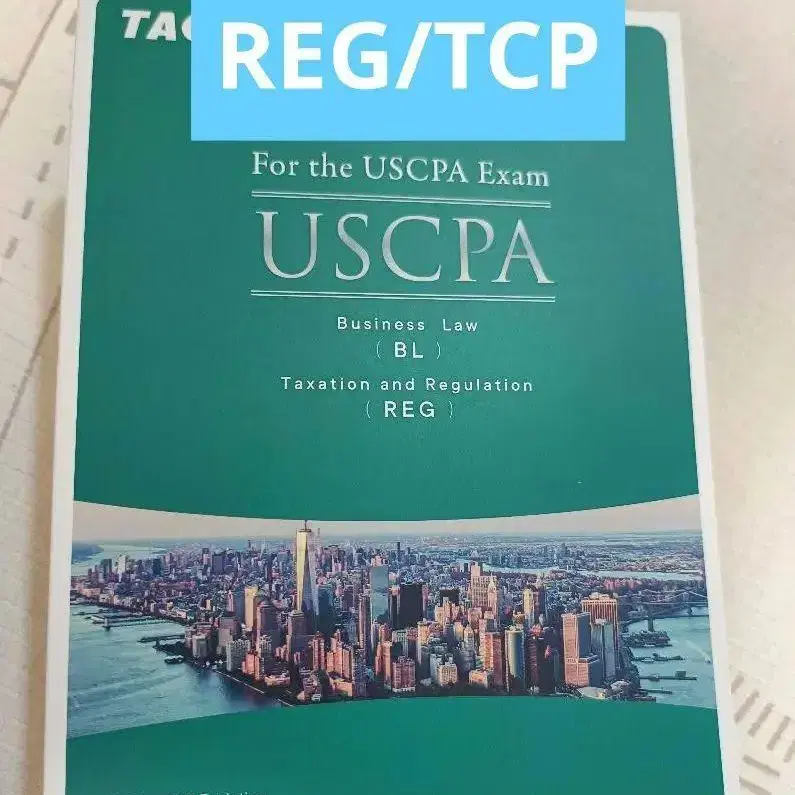 REG/TCP
For the USCPA Exam
USCPA
Business Law
( BL )
Taxation and Regulation
( REG )